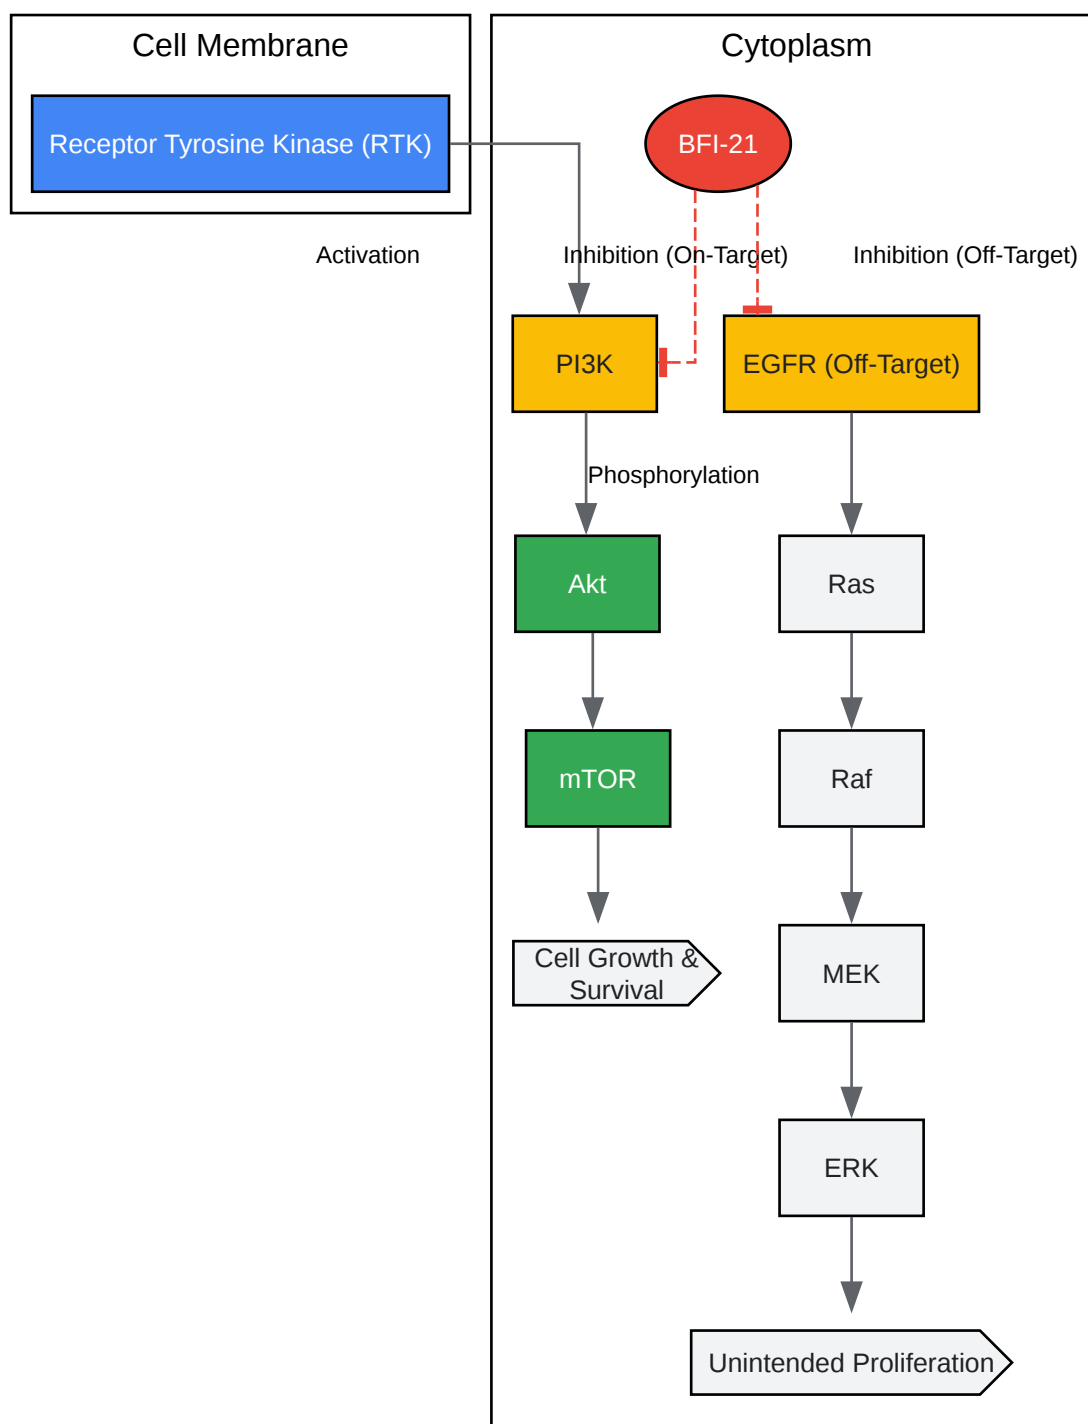 Cell Membrane
Cytoplasm
Receptor Tyrosine Kinase (RTK)
BFI-21
Activation
Inhibition (On-Target)
Inhibition (Off-Target)
PI3K
EGFR (Off-Target)
Phosphorylation
Akt
Ras
mTOR
Raf
Cell Growth &
Survival
MEK
ERK
Unintended Proliferation